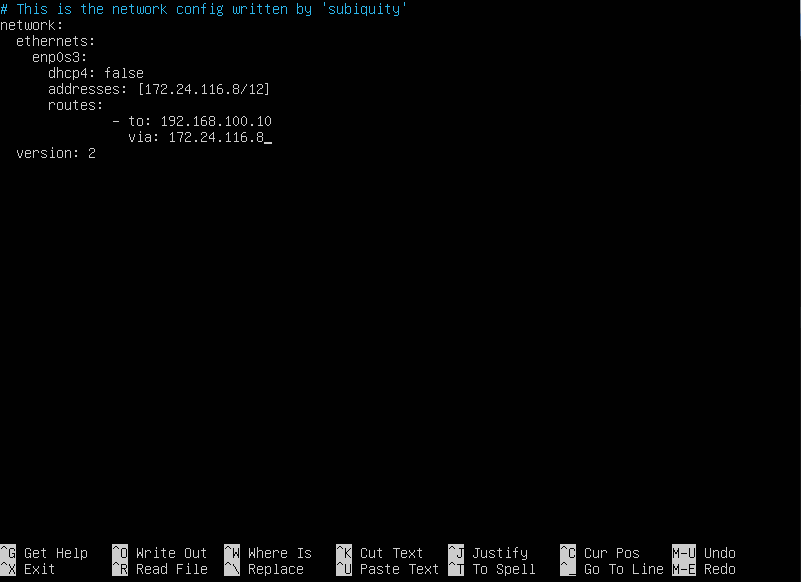 # This is the network config written by 'subiquity'
network:
  ethernets:
    enp0s3:
      dhcp4: false
      addresses: [172.24.116.8/12]
      routes:
              - to: 192.168.100.10
                via: 172.24.116.8_
  version: 2
^G Get Help  ^O Write Out  ^W Where Is  ^K Cut Text  ^J Justify  ^C Cur Pos  M-U Undo
^X Exit  ^R Read File  ^\ Replace  ^U Paste Text  ^T To Spell  ^_ Go To Line  M-E Redo